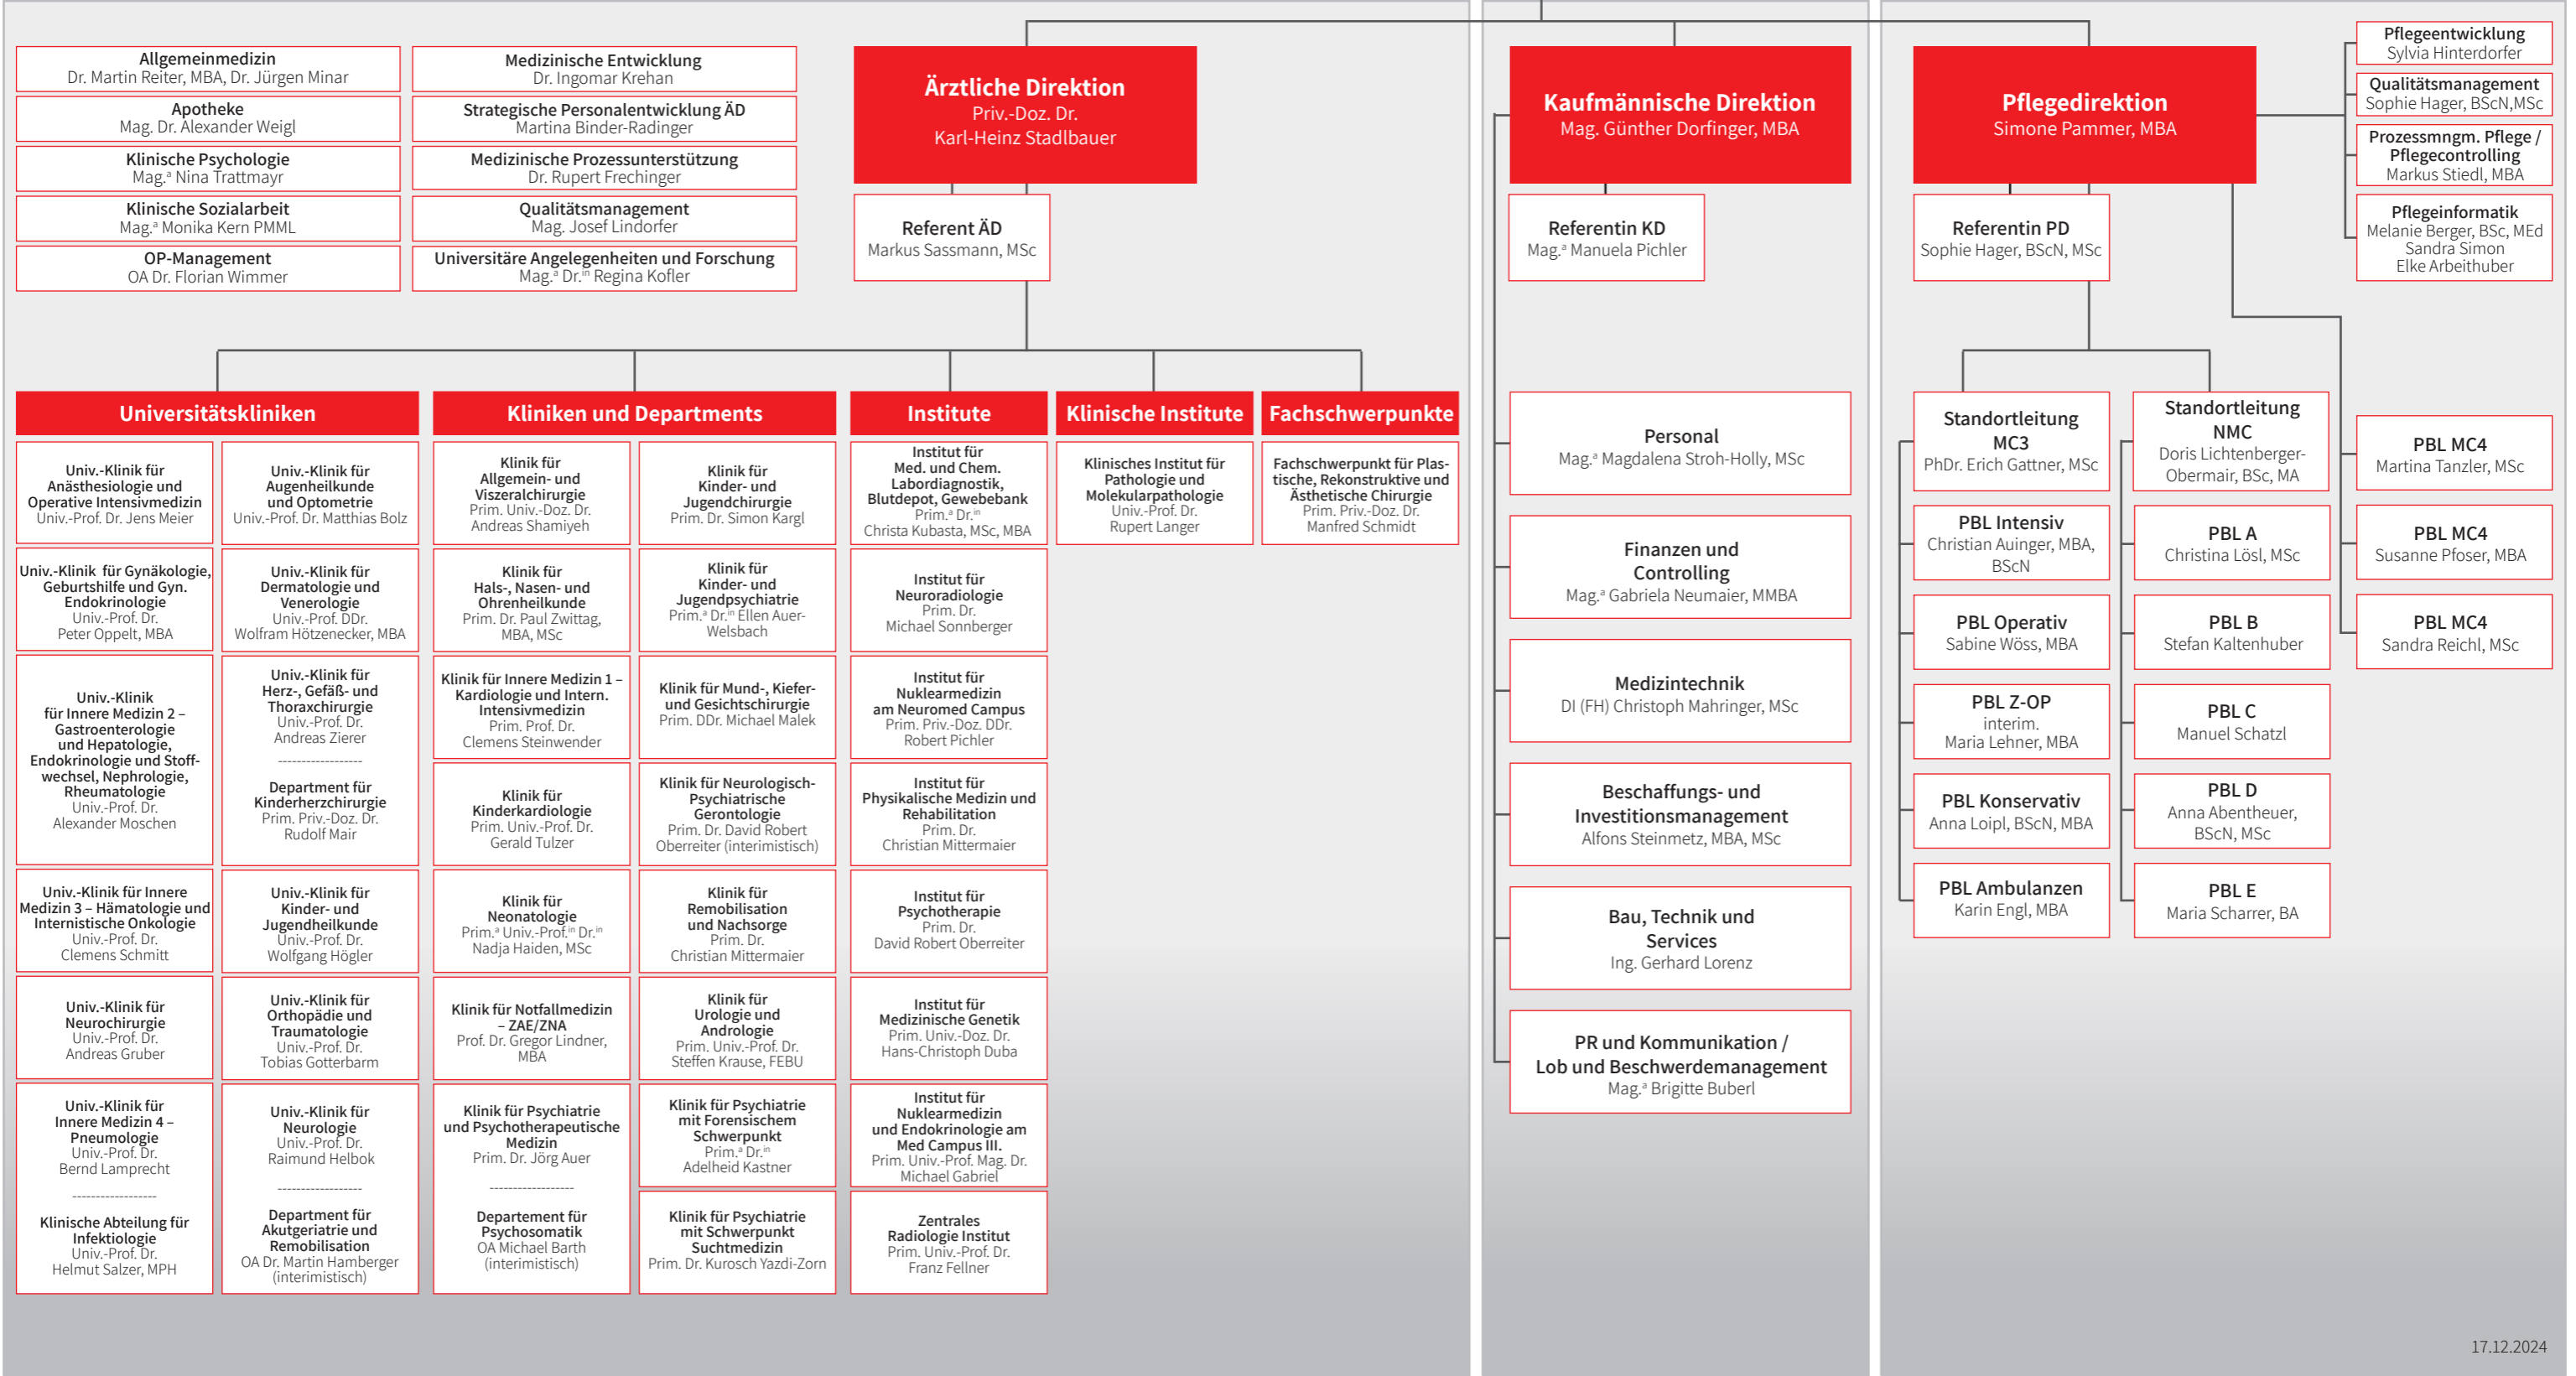 Allgemeinmedizin
Dr. Martin Reiter, MBA, Dr. Jürgen Minar
Apotheke
Mag. Dr. Alexander Weigl
Klinische Psychologie
Mag.ª Nina Trattmayr
Klinische Sozialarbeit
Mag.ª Monika Kern PMML
OP-Management
OA Dr. Florian Wimmer
Medizinische Entwicklung
Dr. Ingomar Krehan
Strategische Personalentwicklung ÄD
Martina Binder-Radinger
Medizinische Prozessunterstützung
Dr. Rupert Frechinger
Qualitätsmanagement
Mag. Josef Lindorfer
Universitäre Angelegenheiten und Forschung
Mag.ª Dr.ⁱⁿ Regina Kofler
Ärztliche Direktion
Priv.-Doz. Dr.
Karl-Heinz Stadlbauer
Referent ÄD
Markus Sassmann, MSc
Universitätskliniken
Univ.-Klinik für
Anästhesiologie und
Operative Intensivmedizin
Univ.-Prof. Dr. Jens Meier
Univ.-Klinik für Gynäkologie,
Geburtshilfe und Gyn.
Endokrinologie
Univ.-Prof. Dr.
Peter Oppelt, MBA
Univ.-Klinik
für Innere Medizin 2 –
Gastroenterologie
und Hepatologie,
Endokrinologie und Stoff-
wechsel, Nephrologie,
Rheumatologie
Univ.-Prof. Dr.
Alexander Moschen
Univ.-Klinik für Innere
Medizin 3 – Hämatologie und
Internistische Onkologie
Univ.-Prof. Dr.
Clemens Schmitt
Univ.-Klinik für
Neurochirurgie
Univ.-Prof. Dr.
Andreas Gruber
Univ.-Klinik für
Innere Medizin 4 –
Pneumologie
Univ.-Prof. Dr.
Bernd Lamprecht
------------------
Klinische Abteilung für
Infektiologie
Univ.-Prof. Dr.
Helmut Salzer, MPH
Univ.-Klinik für
Augenheilkunde
und Optometrie
Univ.-Prof. Dr. Matthias Bolz
Univ.-Klinik für
Dermatologie und
Venerologie
Univ.-Prof. DDr.
Wolfram Hötzenecker, MBA
Univ.-Klinik für
Herz-, Gefäß- und
Thoraxchirurgie
Univ.-Prof. Dr.
Andreas Zierer
------------------
Department für
Kinderherzchirurgie
Prim. Priv.-Doz. Dr.
Rudolf Mair
Univ.-Klinik für
Kinder- und
Jugendheilkunde
Univ.-Prof. Dr.
Wolfgang Högler
Univ.-Klinik für
Orthopädie und
Traumatologie
Univ.-Prof. Dr.
Tobias Gotterbarm
Univ.-Klinik für
Neurologie
Univ.-Prof. Dr.
Raimund Helbok
------------------
Department für
Akutgeriatrie und
Remobilisation
OA Dr. Martin Hamberger
(interimistisch)
Kliniken und Departments
Klinik für
Allgemein- und
Viszeralchirurgie
Prim. Univ.-Doz. Dr.
Andreas Shamiyeh
Klinik für
Hals-, Nasen- und
Ohrenheilkunde
Prim. Dr. Paul Zwittag,
MBA, MSc
Klinik für Innere Medizin 1 –
Kardiologie und Intern.
Intensivmedizin
Prim. Prof. Dr.
Clemens Steinwender
Klinik für
Kinderkardiologie
Prim. Univ.-Prof. Dr.
Gerald Tulzer
Klinik für
Neonatologie
Prim.ª Univ.-Prof.ⁱⁿ Dr.ⁱⁿ
Nadja Haiden, MSc
Klinik für Notfallmedizin
– ZAE/ZNA
Prof. Dr. Gregor Lindner,
MBA
Klinik für Psychiatrie
und Psychotherapeutische
Medizin
Prim. Dr. Jörg Auer
------------------
Departement für
Psychosomatik
OA Michael Barth
(interimistisch)
Klinik für
Kinder- und
Jugendchirurgie
Prim. Dr. Simon Kargl
Klinik für
Kinder- und
Jugendpsychiatrie
Prim.ª Dr.ⁱⁿ Ellen Auer-
Welsbach
Klinik für Mund-, Kiefer-
und Gesichtschirurgie
Prim. DDr. Michael Malek
Klinik für Neurologisch-
Psychiatrische
Gerontologie
Prim. Dr. David Robert
Oberreiter (interimistisch)
Klinik für
Remobilisation
und Nachsorge
Prim. Dr.
Christian Mittermaier
Klinik für
Urologie und
Andrologie
Prim. Univ.-Prof. Dr.
Steffen Krause, FEBU
Klinik für Psychiatrie
mit Forensischem
Schwerpunkt
Prim.ª Dr.ⁱⁿ
Adelheid Kastner
Klinik für Psychiatrie
mit Schwerpunkt
Suchtmedizin
Prim. Dr. Kurosch Yazdi-Zorn
Institute
Institut für
Med. und Chem.
Labordiagnostik,
Blutdepot, Gewebebank
Prim.ª Dr.ⁱⁿ
Christa Kubasta, MSc, MBA
Institut für
Neuroradiologie
Prim. Dr.
Michael Sonnberger
Institut für
Nuklearmedizin
am Neuromed Campus
Prim. Priv.-Doz. DDr.
Robert Pichler
Institut für
Physikalische Medizin und
Rehabilitation
Prim. Dr.
Christian Mittermaier
Institut für
Psychotherapie
Prim. Dr.
David Robert Oberreiter
Institut für
Medizinische Genetik
Prim. Univ.-Doz. Dr.
Hans-Christoph Duba
Institut für
Nuklearmedizin
und Endokrinologie am
Med Campus III.
Prim. Univ.-Prof. Mag. Dr.
Michael Gabriel
Zentrales
Radiologie Institut
Prim. Univ.-Prof. Dr.
Franz Fellner
Klinische Institute
Klinisches Institut für
Pathologie und
Molekularpathologie
Univ.-Prof. Dr.
Rupert Langer
Fachschwerpunkte
Fachschwerpunkt für Plas-
tische, Rekonstruktive und
Ästhetische Chirurgie
Prim. Priv.-Doz. Dr.
Manfred Schmidt
Kaufmännische Direktion
Mag. Günther Dorfinger, MBA
Referentin KD
Mag.ª Manuela Pichler
Personal
Mag.ª Magdalena Stroh-Holly, MSc
Finanzen und
Controlling
Mag.ª Gabriela Neumaier, MMBA
Medizintechnik
DI (FH) Christoph Mahringer, MSc
Beschaffungs- und
Investitionsmanagement
Alfons Steinmetz, MBA, MSc
Bau, Technik und
Services
Ing. Gerhard Lorenz
PR und Kommunikation /
Lob und Beschwerdemanagement
Mag.ª Brigitte Buberl
Pflegedirektion
Simone Pammer, MBA
Referentin PD
Sophie Hager, BScN, MSc
Pflegeentwicklung
Sylvia Hinterdorfer
Qualitätsmanagement
Sophie Hager, BScN,MSc
Prozessmngm. Pflege /
Pflegecontrolling
Markus Stiedl, MBA
Pflegeinformatik
Melanie Berger, BSc, MEd
Sandra Simon
Elke Arbeithuber
Standortleitung
MC3
PhDr. Erich Gattner, MSc
PBL Intensiv
Christian Auinger, MBA,
BScN
PBL Operativ
Sabine Wöss, MBA
PBL Z-OP
interim.
Maria Lehner, MBA
PBL Konservativ
Anna Loipl, BScN, MBA
PBL Ambulanzen
Karin Engl, MBA
Standortleitung
NMC
Doris Lichtenberger-
Obermair, BSc, MA
PBL A
Christina Lösl, MSc
PBL B
Stefan Kaltenhuber
PBL C
Manuel Schatzl
PBL D
Anna Abentheuer,
BScN, MSc
PBL E
Maria Scharrer, BA
PBL MC4
Martina Tanzler, MSc
PBL MC4
Susanne Pfoser, MBA
PBL MC4
Sandra Reichl, MSc
17.12.2024